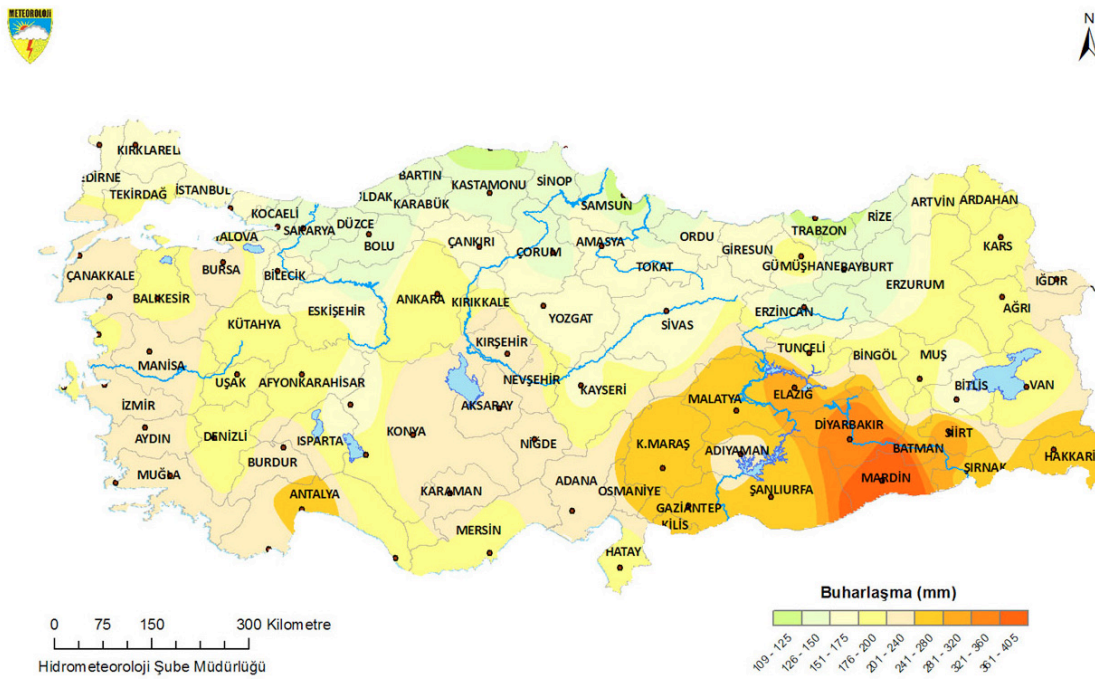 METEOROLOJİ
N
KIRKLARELİ
EDİRNE
TEKİRDAĞ
İSTANBUL
KOCAELİ
SAKARYA
DÜZCE
BOLU
BARTIN
KARABÜK
KASTAMONU
SİNOP
SAMSUN
ÇANKIRI
ÇORUM
AMASYA
TOKAT
ORDU
GİRESUN
TRABZON
GÜMÜŞHANE
BAYBURT
RİZE
ARTVİN
ARDAHAN
KARS
YALOVA
BURSA
BİLECİK
ÇANAKKALE
BALIKESİR
KÜTAHYA
ESKİŞEHİR
ANKARA
KIRIKKALE
YOZGAT
SİVAS
ERZİNCAN
ERZURUM
IĞDIR
AĞRI
MANİSA
UŞAK
AFYONKARAHİSAR
KIRŞEHİR
NEVŞEHİR
KAYSERİ
AKSARAY
TUNÇELİ
BİNGÖL
MUŞ
BİTLİS
VAN
İZMİR
AYDIN
DENİZLİ
MUĞLA
BURDUR
ISPARTA
KONYA
NİĞDE
MALATYA
ELAZIĞ
DİYARBAKIR
BATMAN
SİİRT
ŞIRNAK
HAKKARİ
ANTALYA
KARAMAN
MERSİN
ADANA
OSMANİYE
K.MARAŞ
ADIYAMAN
ŞANLIURFA
MARDİN
GAZİANTEP
KİLİS
HATAY
0 75 150 300 Kilometre
Hidrometeoroloji Şube Müdürlüğü
Buharlaşma (mm)
109 - 125
126 - 150
151 - 175
176 - 200
201 - 240
241 - 280
281 - 320
321 - 360
361 - 405